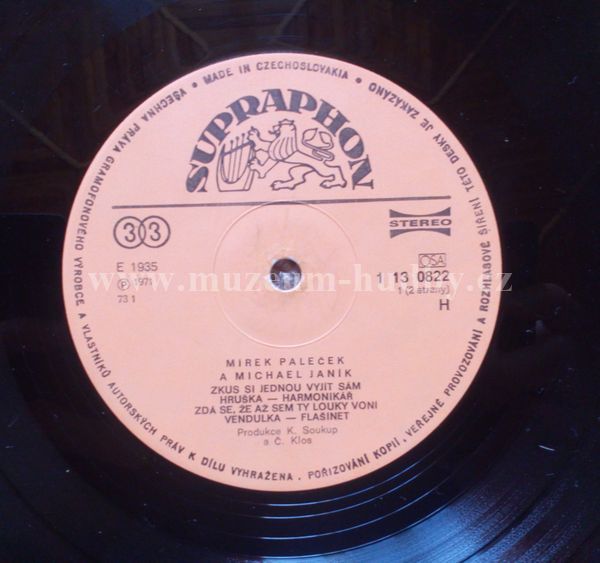 VŠECHNA PRÁVA GRAMOFONOVÉHO VÝROBCE A VLASTNÍKŮ AUTORSKÝCH PRÁV K DÍLU VYHRAŽENA. POŘIZOVÁNÍ KOPIÍ, VEŘEJNÉ PROVOZOVÁNÍ A ROZHLASOVÉ ŠÍŘENÍ TÉTO DESKY JE ZAKÁZÁNO
MADE IN CZECHOSLOVAKIA
SUPRAPHON
33
STEREO
E 1935
OSA
℗ 1971
1 13 0822
73 1
1 (2 strany)
H
www.muzeum-hudby.cz
MIREK PALEČEK
A MICHAEL JANÍK
ZKUS SI JEDNOU VYJÍT SÁM
HRUŠKA — HARMONIKÁŘ
ZDÁ SE, ŽE AŽ SEM TY LOUKY VONÍ
VENDULKA — FLAŠINET
Produkce K. Soukup
a Č. Klos